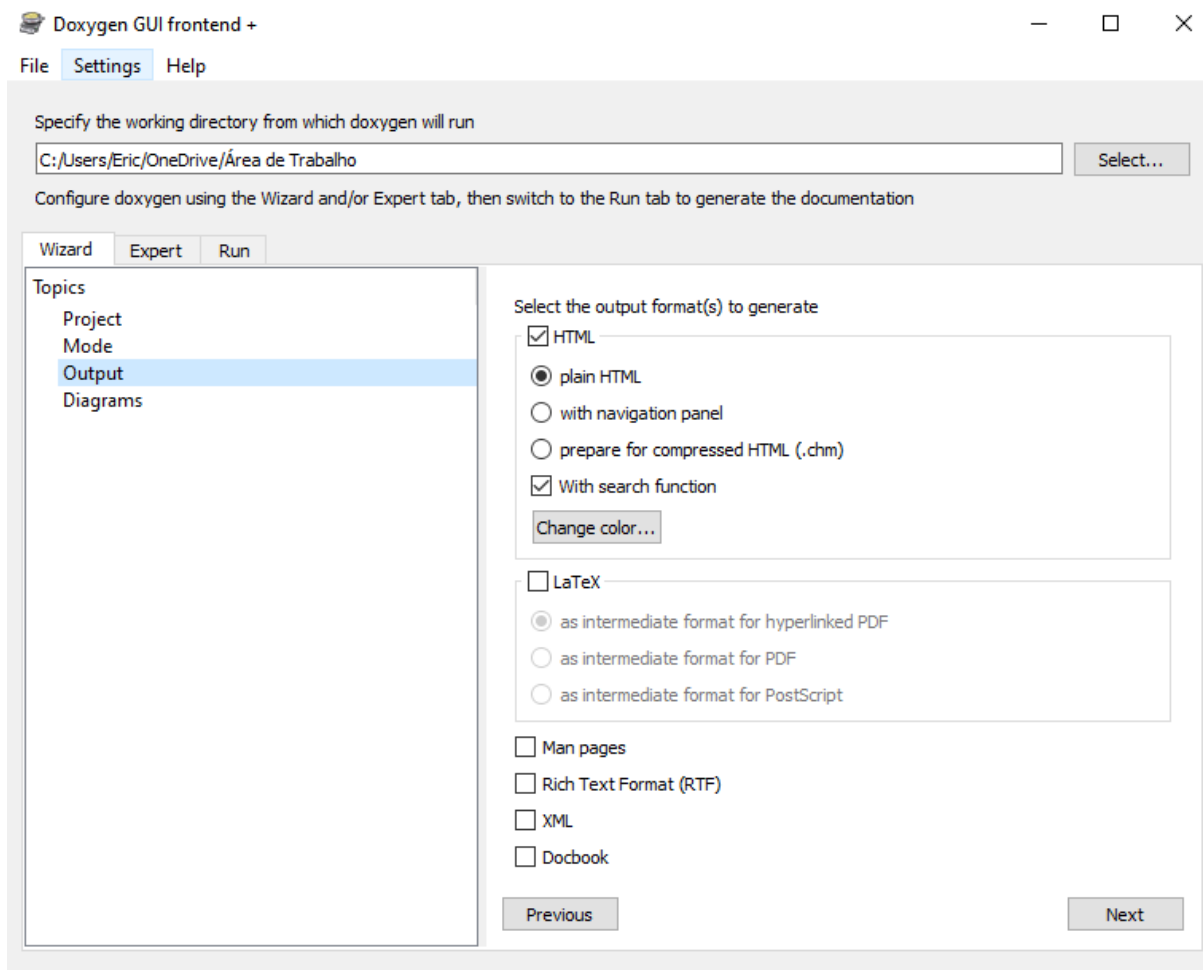 Doxygen GUI frontend +
File Settings Help
Specify the working directory from which doxygen will run
C:/Users/Eric/OneDrive/Área de Trabalho
Select...
Configure doxygen using the Wizard and/or Expert tab, then switch to the Run tab to generate the documentation
Wizard Expert Run
Topics
Project
Mode
Output
Diagrams
Select the output format(s) to generate
HTML
plain HTML
with navigation panel
prepare for compressed HTML (.chm)
With search function
Change color...
LaTeX
as intermediate format for hyperlinked PDF
as intermediate format for PDF
as intermediate format for PostScript
Man pages
Rich Text Format (RTF)
XML
Docbook
Previous Next